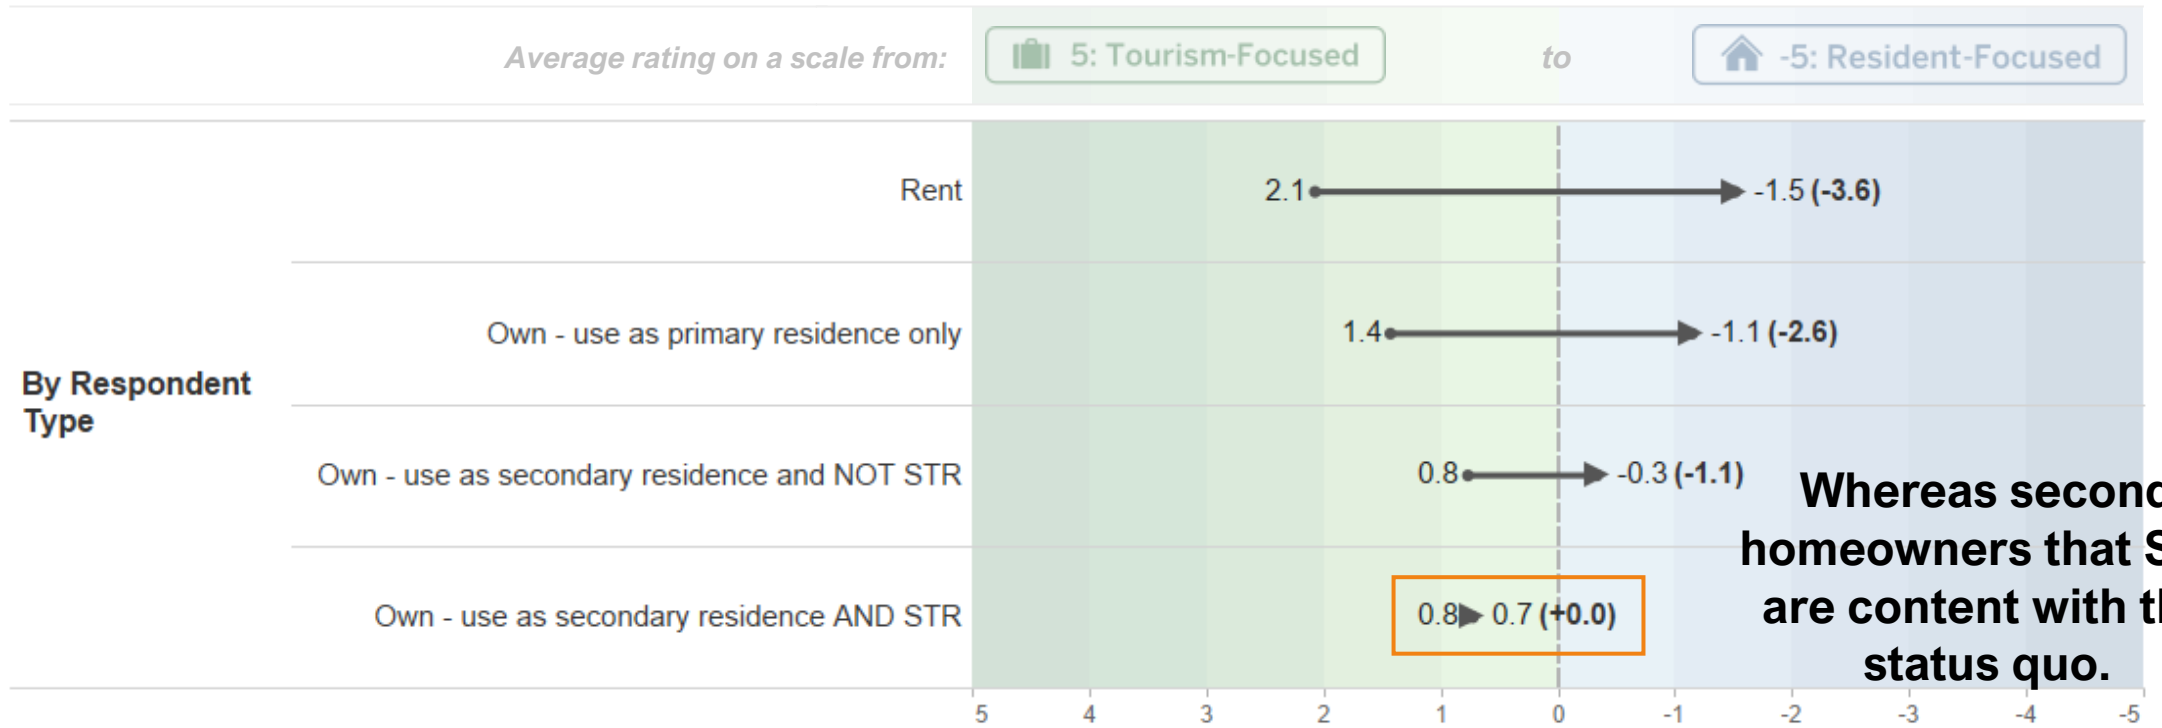 Average rating on a scale from: 5: Tourism-Focused to -5: Resident-Focused
By Respondent
Type
Rent 2.1 -1.5 (-3.6)
Own - use as primary residence only 1.4 -1.1 (-2.6)
Own - use as secondary residence and NOT STR 0.8 -0.3 (-1.1)
Own - use as secondary residence AND STR 0.8 0.7 (+0.0)
Whereas
homeowners that
are content with
status quo.
5 4 3 2 1 0 -1 -2 -3 -4 -5